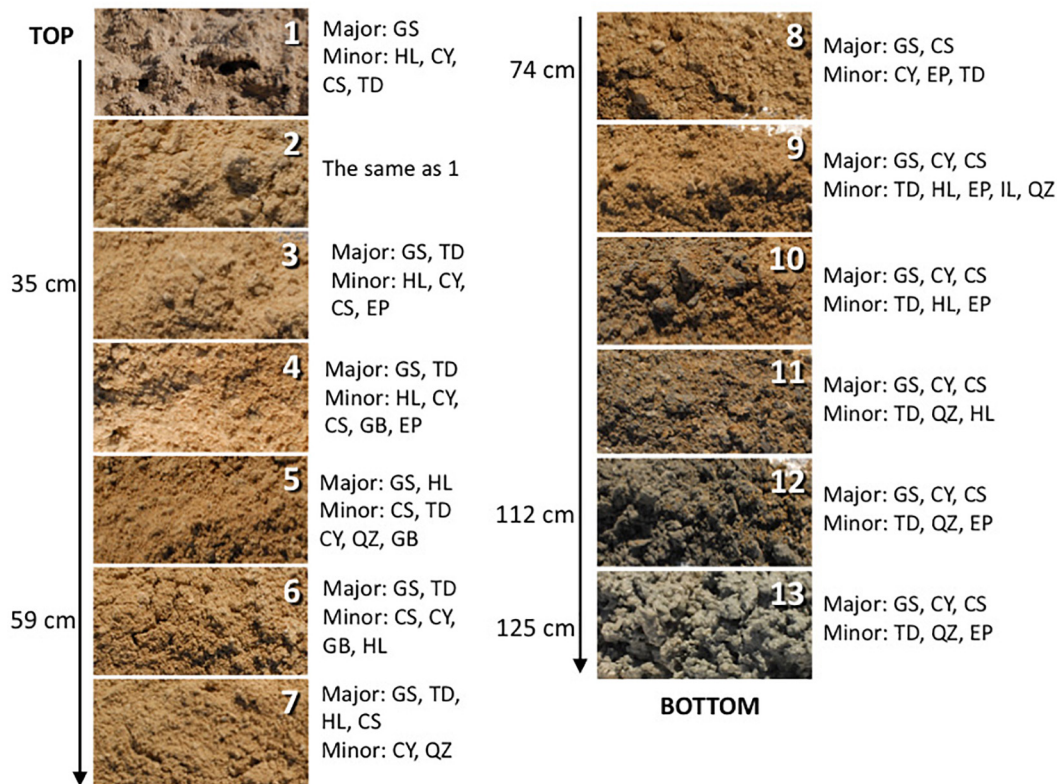 TOP
1
Major: GS
Minor: HL, CY,
CS, TD
2
The same as 1
35 cm
3
Major: GS, TD
Minor: HL, CY,
CS, EP
4
Major: GS, TD
Minor: HL, CY,
CS, GB, EP
5
Major: GS, HL
Minor: CS, TD
CY, QZ, GB
59 cm
6
Major: GS, TD
Minor: CS, CY,
GB, HL
7
Major: GS, TD,
HL, CS
Minor: CY, QZ
74 cm
8
Major: GS, CS
Minor: CY, EP, TD
9
Major: GS, CY, CS
Minor: TD, HL, EP, IL, QZ
10
Major: GS, CY, CS
Minor: TD, HL, EP
11
Major: GS, CY, CS
Minor: TD, QZ, HL
112 cm
12
Major: GS, CY, CS
Minor: TD, QZ, EP
125 cm
13
Major: GS, CY, CS
Minor: TD, QZ, EP
BOTTOM